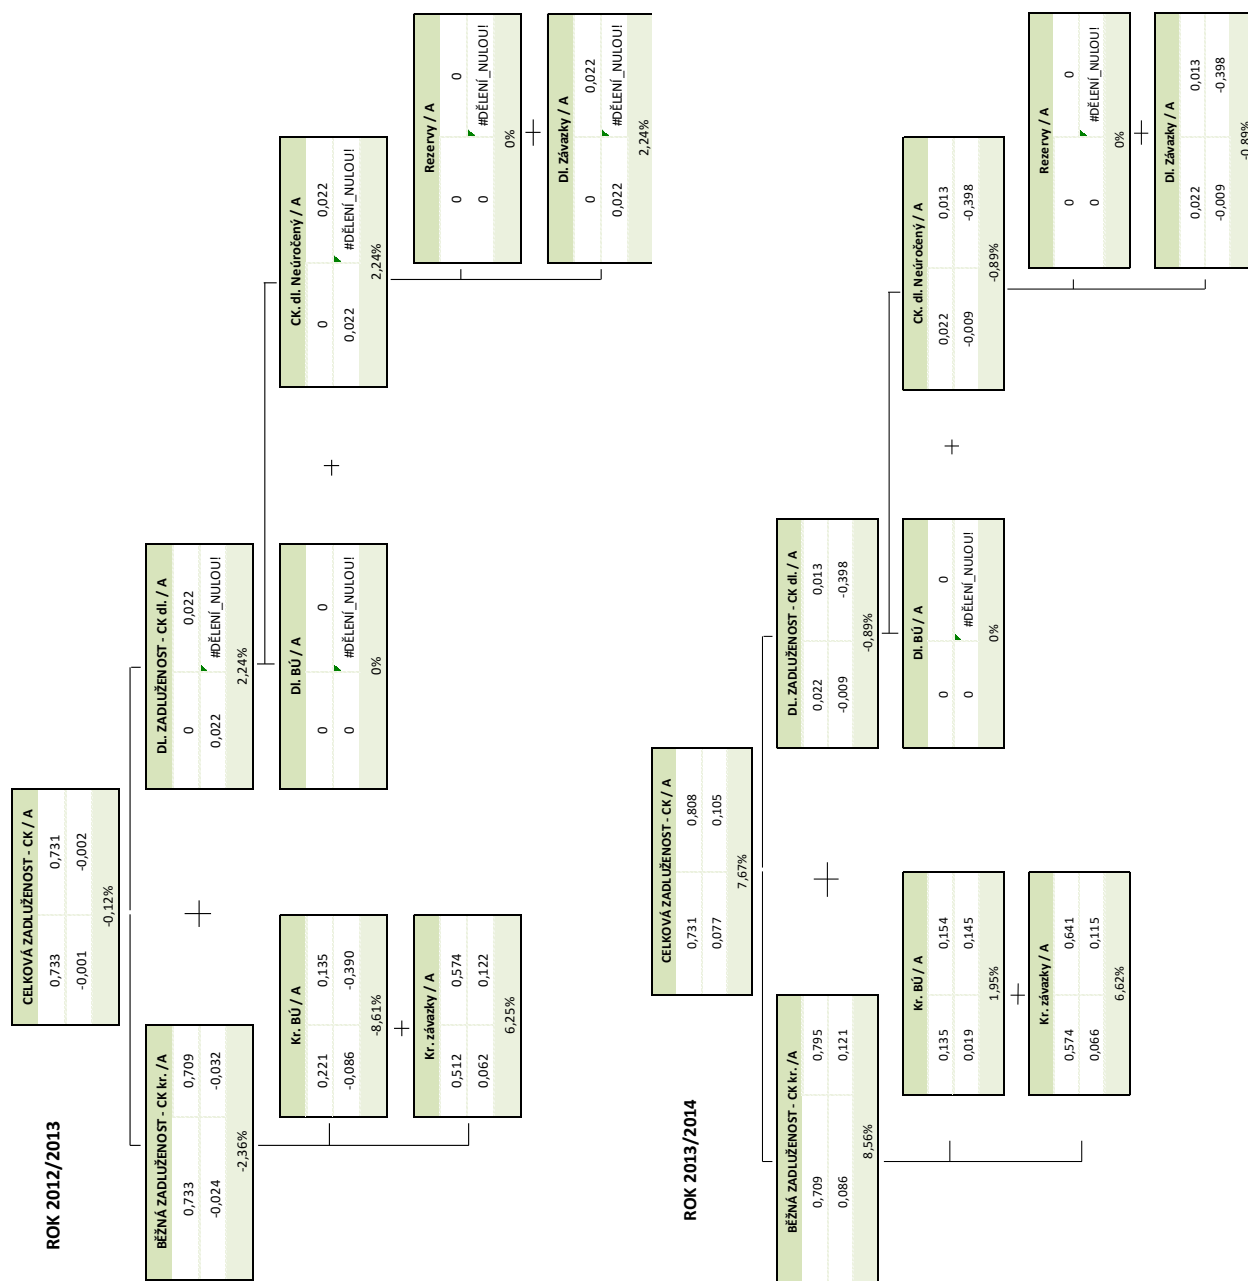 ROK 2012/2013
CELKOVÁ ZADLUŽENOST - CK / A
0,733 0,731
-0,001 -0,002
-0,12%
BĚŽNÁ ZADLUŽENOST - CK kr. /A
0,733 0,709
-0,024 -0,032
-2,36%
+
DL. ZADLUŽENOST - CK dl. / A
0 0,022
0,022 #DĚLENÍ_NULOU!
2,24%
Kr. BÚ / A
0,221 0,135
-0,086 -0,390
-8,61%
+
Kr. závazky / A
0,512 0,574
0,062 0,122
6,25%
Dl. BÚ / A
0 0
0 #DĚLENÍ_NULOU!
0%
+
CK. dl. Neúročený / A
0 0,022
0,022 #DĚLENÍ_NULOU!
2,24%
Rezervy / A
0 0
0 #DĚLENÍ_NULOU!
0%
+
Dl. Závazky / A
0 0,022
0,022 #DĚLENÍ_NULOU!
2,24%
ROK 2013/2014
CELKOVÁ ZADLUŽENOST - CK / A
0,731 0,808
0,077 0,105
7,67%
BĚŽNÁ ZADLUŽENOST - CK kr. / A
0,709 0,795
0,086 0,121
8,56%
+
DL. ZADLUŽENOST - CK dl. / A
0,022 0,013
-0,009 -0,398
-0,89%
Kr. BÚ / A
0,135 0,154
0,019 0,145
1,95%
+
Kr. závazky / A
0,574 0,641
0,066 0,115
6,62%
Dl. BÚ / A
0 0
0 #DĚLENÍ_NULOU!
0%
+
CK. dl. Neúročený / A
0,022 0,013
-0,009 -0,398
-0,89%
Rezervy / A
0 0
0 #DĚLENÍ_NULOU!
0%
+
Dl. Závazky / A
0,022 0,013
-0,009 -0,398
-0,89%